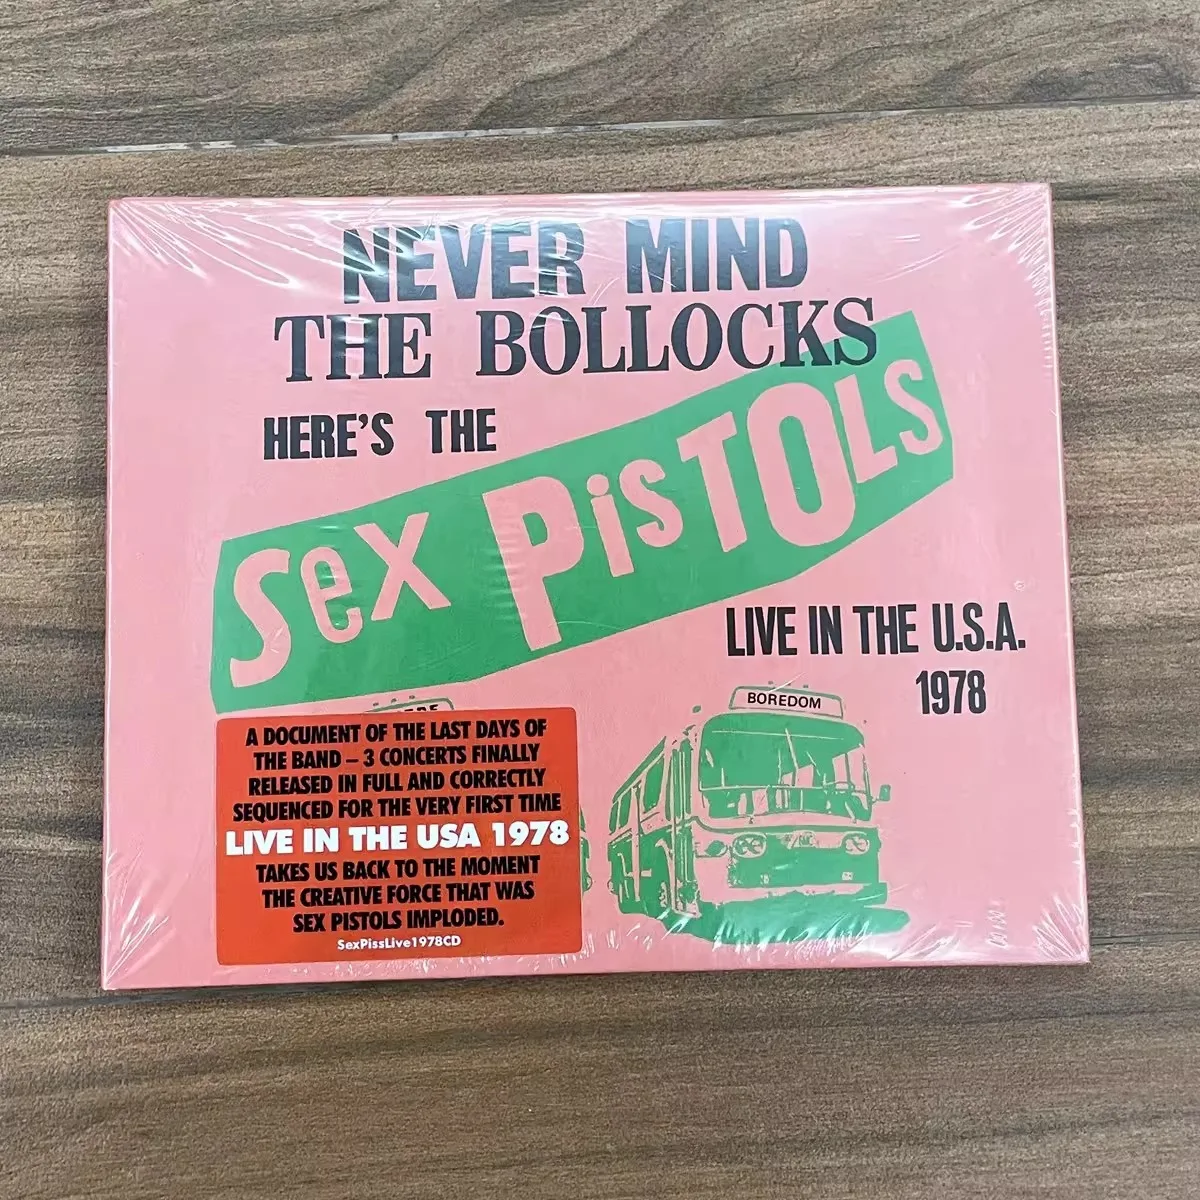 NEVER MIND
THE BOLLOCKS
HERE'S THE
Sex PisTOLS
LIVE IN THE U.S.A.
1978
BOREDOM
A DOCUMENT OF THE LAST DAYS OF
THE BAND – 3 CONCERTS FINALLY
RELEASED IN FULL AND CORRECTLY
SEQUENCED FOR THE VERY FIRST TIME
LIVE IN THE USA 1978
TAKES US BACK TO THE MOMENT
THE CREATIVE FORCE THAT WAS
SEX PISTOLS IMPLODED.
SexPissLive1978CD